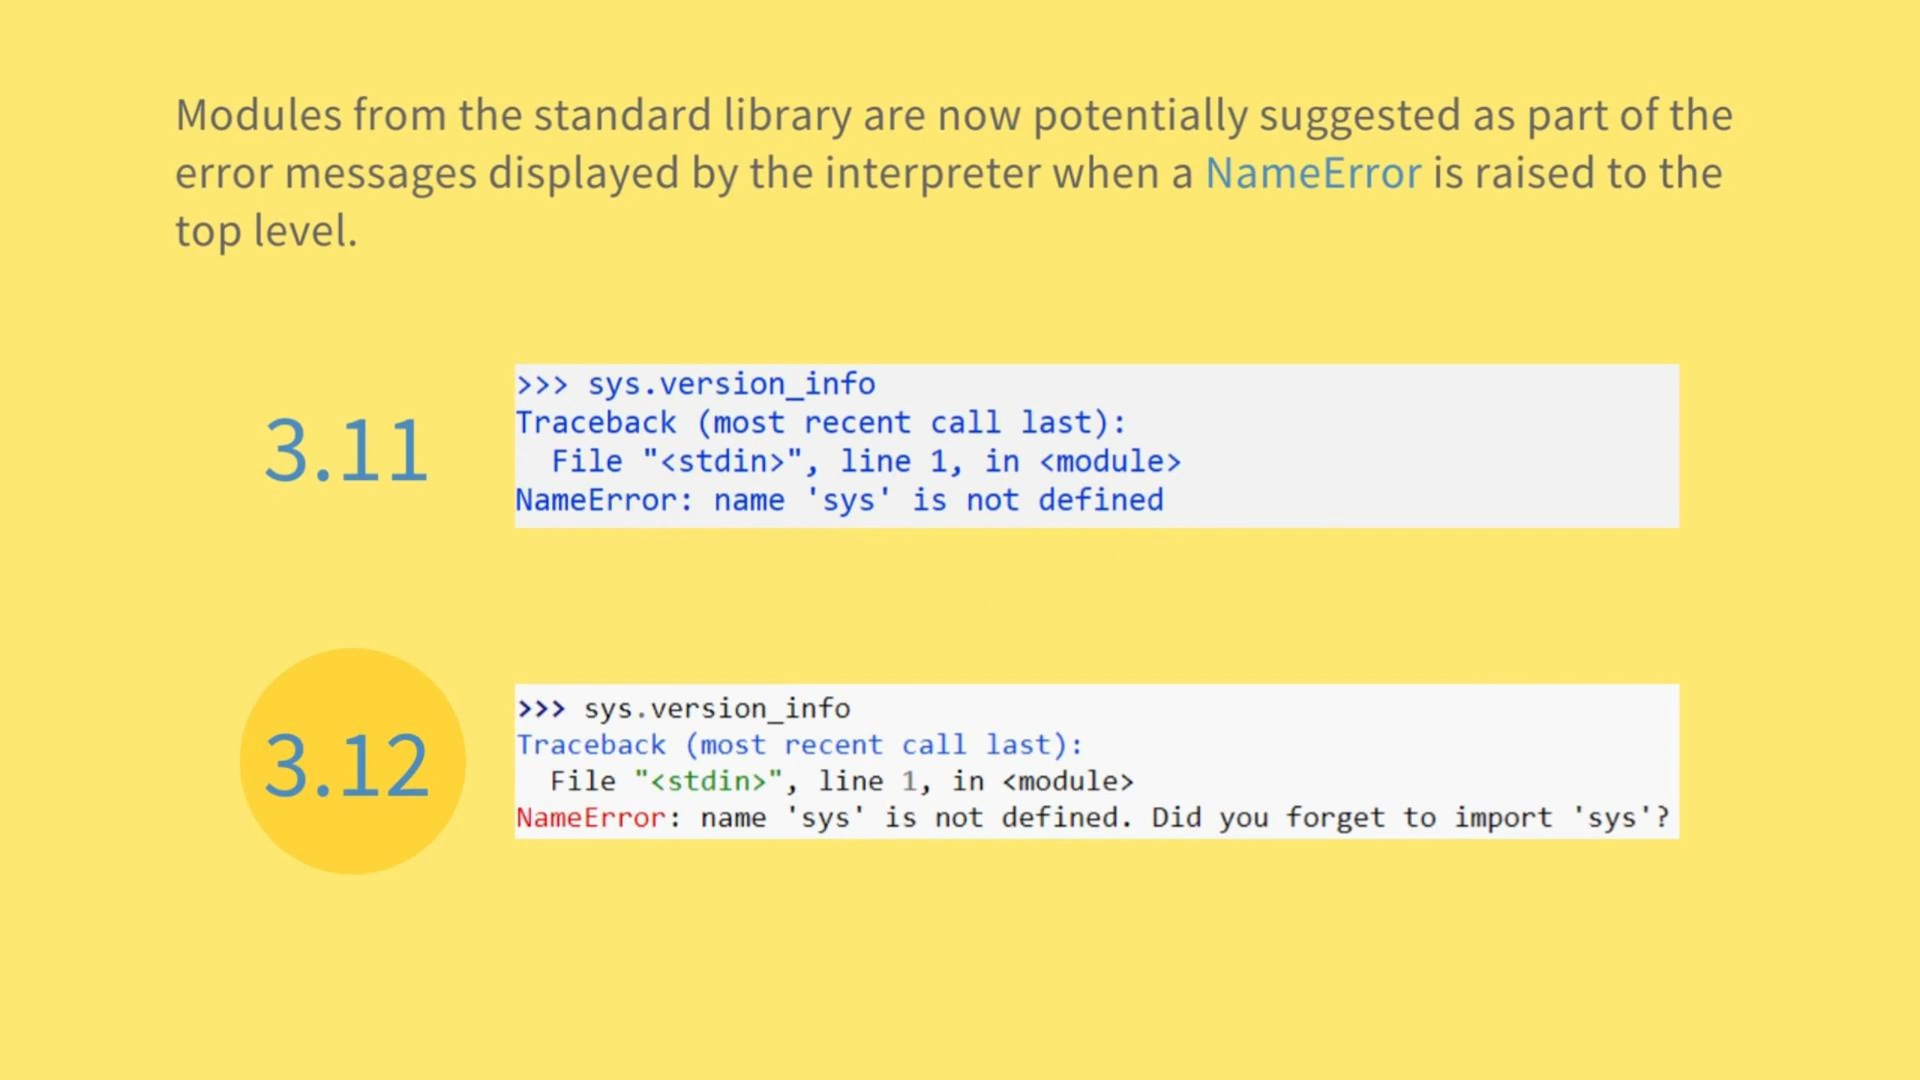 Modules from the standard library are now potentially suggested as part of the
error messages displayed by the interpreter when a NameError is raised to the
top level.
3.11
>>> sys.version_info
Traceback (most recent call last):
  File "<stdin>", line 1, in <module>
NameError: name 'sys' is not defined
3.12
>>> sys.version_info
Traceback (most recent call last):
  File "<stdin>", line 1, in <module>
NameError: name 'sys' is not defined. Did you forget to import 'sys'?